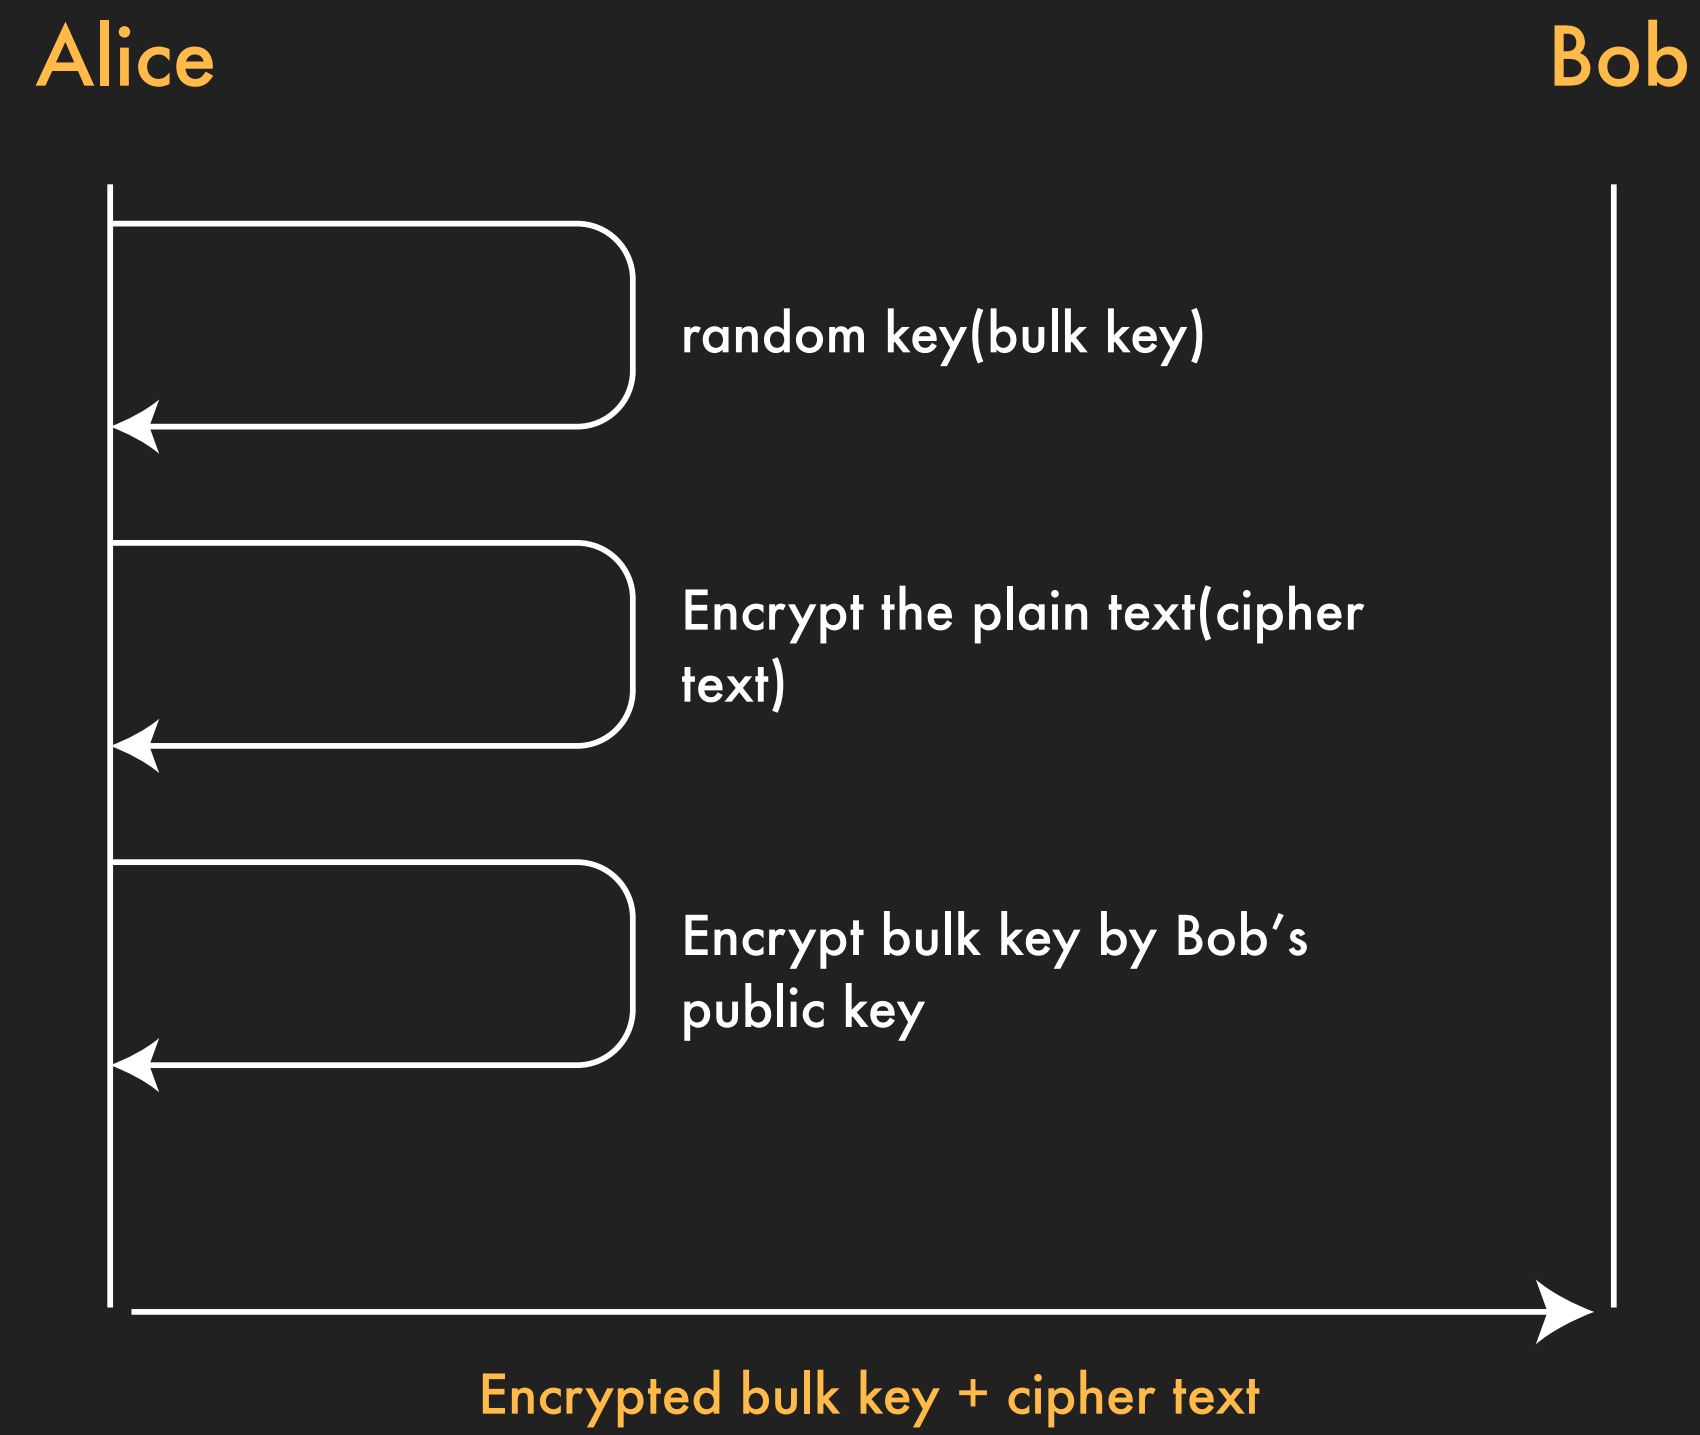 Alice
Bob
random key(bulk key)
Encrypt the plain text(cipher
text)
Encrypt bulk key by Bob’s
public key
Encrypted bulk key + cipher text